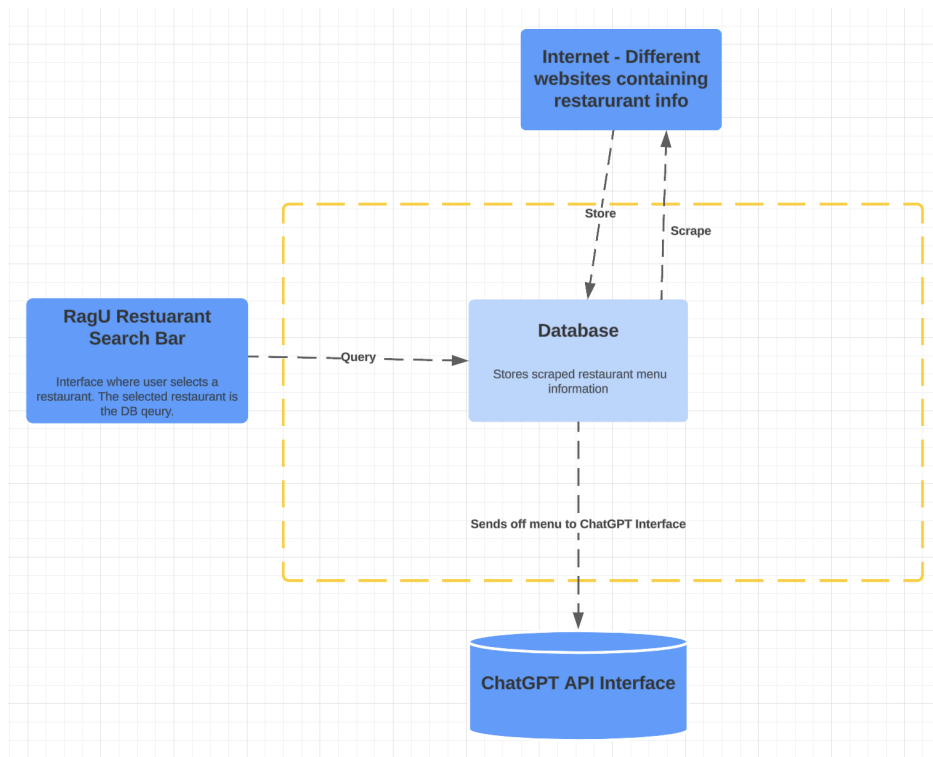 Internet - Different
websites containing
restarurant info
Store
Scrape
RagU Restuarant
Search Bar
Interface where user selects a
restaurant. The selected restaurant is
the DB qeury.
Query
Database
Stores scraped restaurant menu
information
Sends off menu to ChatGPT Interface
ChatGPT API Interface